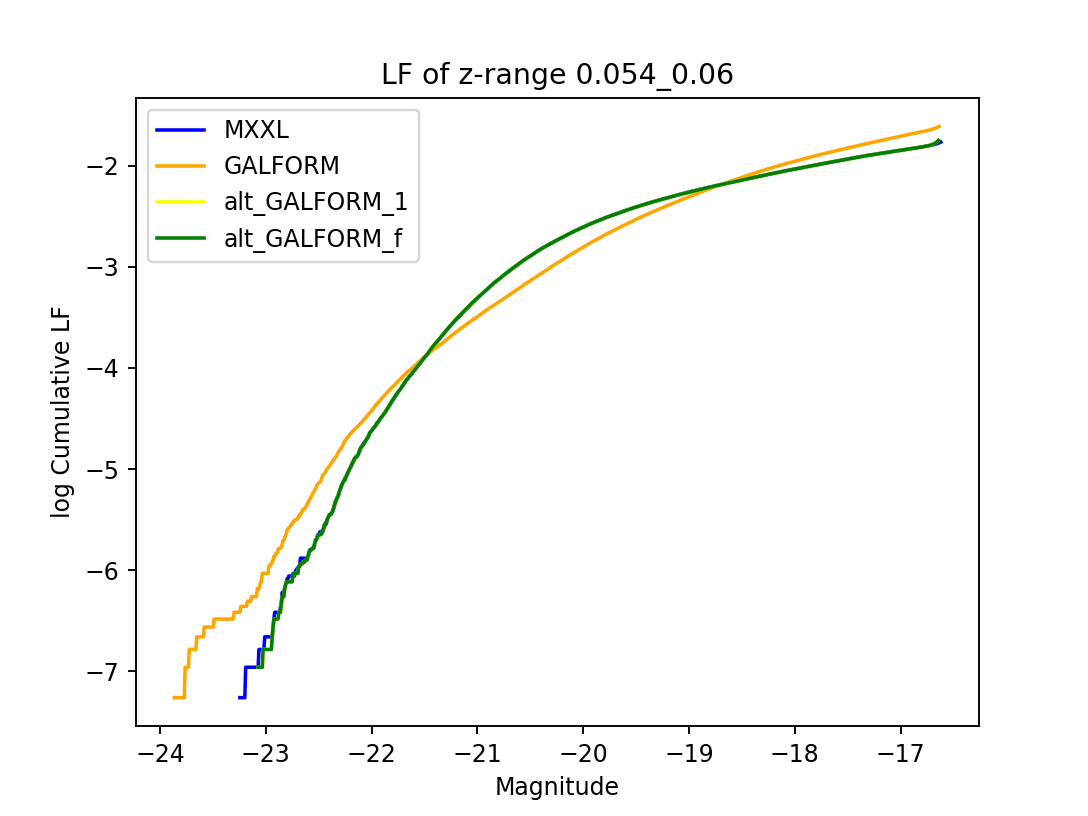 LF of z-range 0.054_0.06
MXXL
GALFORM
alt_GALFORM_1
alt_GALFORM_f
log Cumulative LF
−2
−3
−4
−5
−6
−7
−24 −23 −22 −21 −20 −19 −18 −17
Magnitude